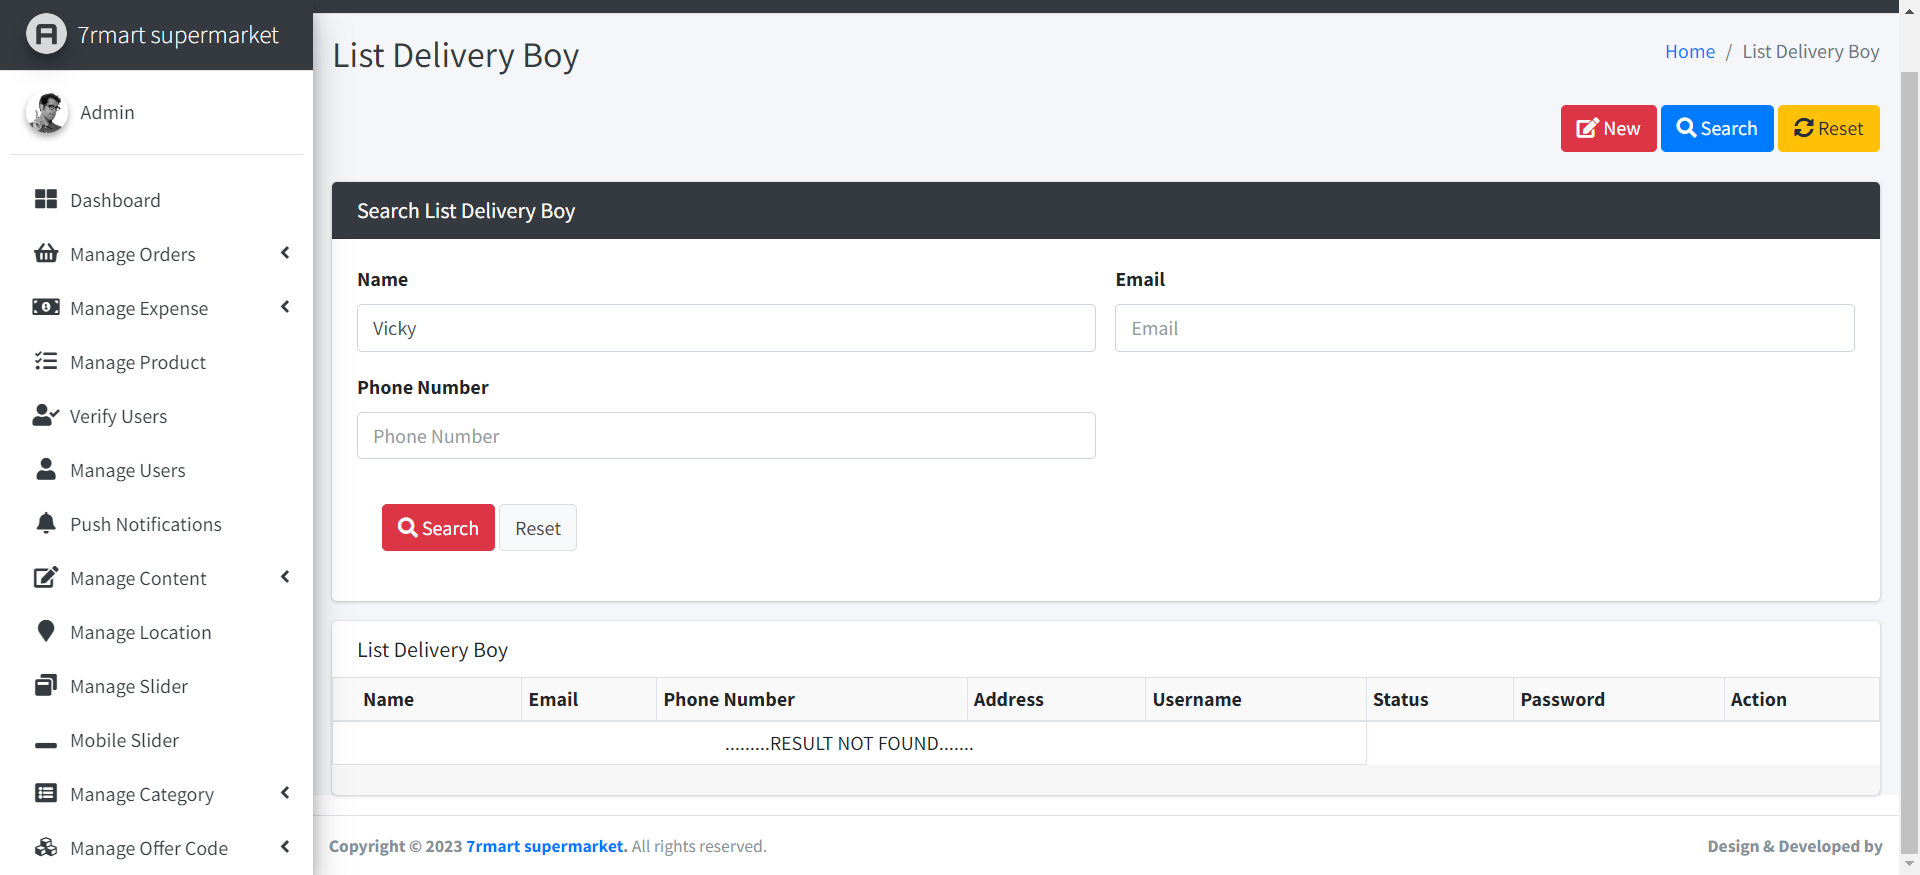 7rmart supermarket
Admin
Dashboard
Manage Orders
Manage Expense
Manage Product
Verify Users
Manage Users
Push Notifications
Manage Content
Manage Location
Manage Slider
Mobile Slider
Manage Category
Manage Offer Code
List Delivery Boy
Home / List Delivery Boy
New Search Reset
Search List Delivery Boy
Name Email
Vicky Email
Phone Number
Phone Number
Search Reset
List Delivery Boy
Name Email Phone Number Address Username Status Password Action
.........RESULT NOT FOUND.......
Copyright © 2023 7rmart supermarket. All rights reserved. Design & Developed by